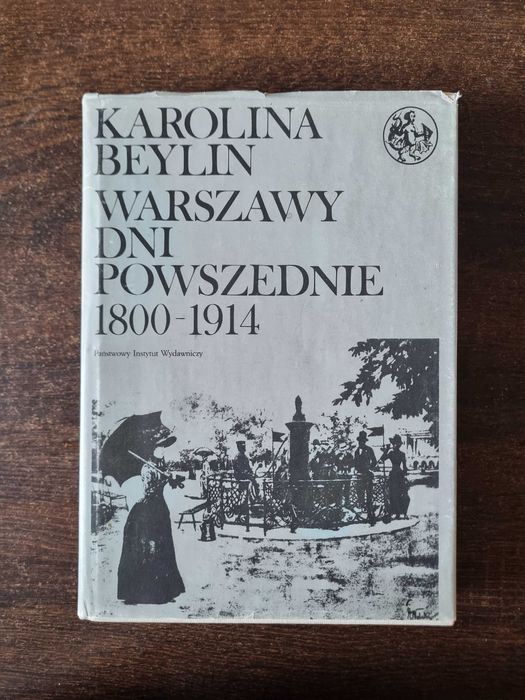 KAROLINA
BEYLIN
WARSZAWY
DNI
POWSZEDNIE
1800-1914
Państwowy Instytut Wydawniczy